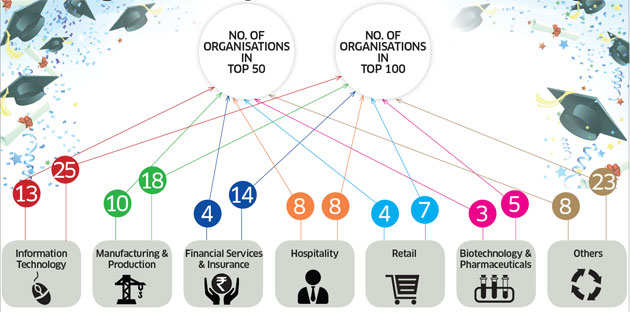 NO. OF
ORGANISATIONS
IN
TOP 50
NO. OF
ORGANISATIONS
IN
TOP 100
13
25
10
18
4
14
8
8
4
7
3
5
8
23
Information
Technology
Manufacturing &
Production
Financial Services
& Insurance
₹
Hospitality
Retail
Biotechnology &
Pharmaceuticals
Others